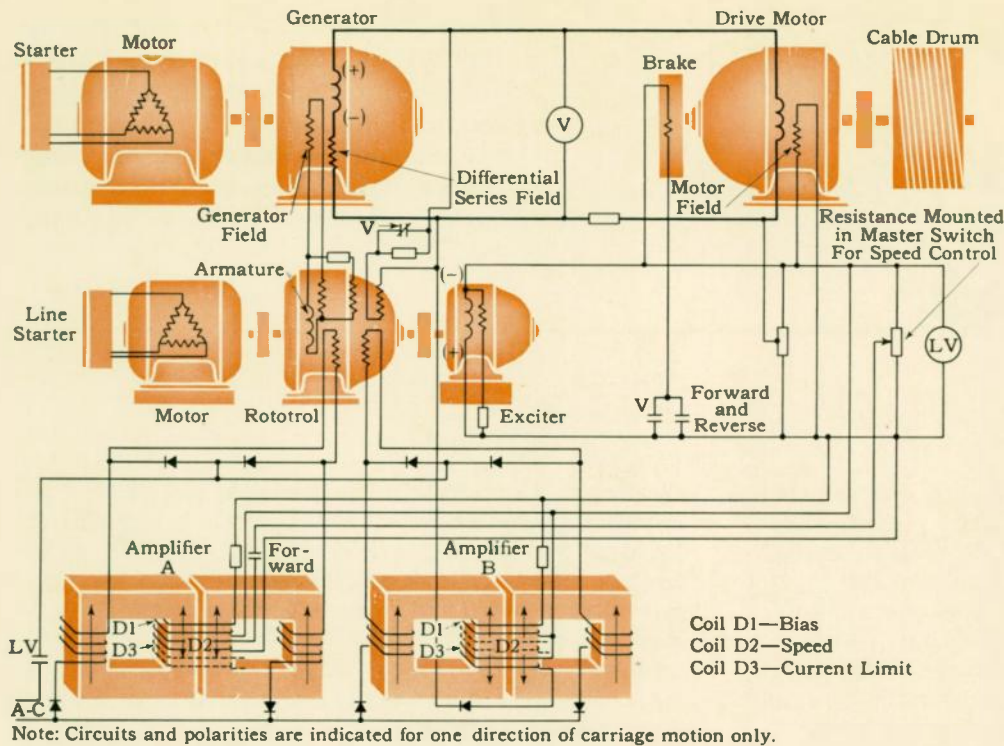 Generator
Drive Motor
Motor
Cable Drum
Starter
Brake
(+)
(-)
V
Differential
Series Field
Motor
Field
Generator
Field
V
Resistance Mounted
in Master Switch
For Speed Control
Armature
(-)
Line
Starter
LV
(+)
Motor
Rototrol
Exciter
V
Forward
and
Reverse
Amplifier
A
For-
ward
Amplifier
B
D1
D2
D3
D1
D2
D3
Coil D1—Bias
Coil D2—Speed
Coil D3—Current Limit
LV
A-C
Note: Circuits and polarities are indicated for one direction of carriage motion only.